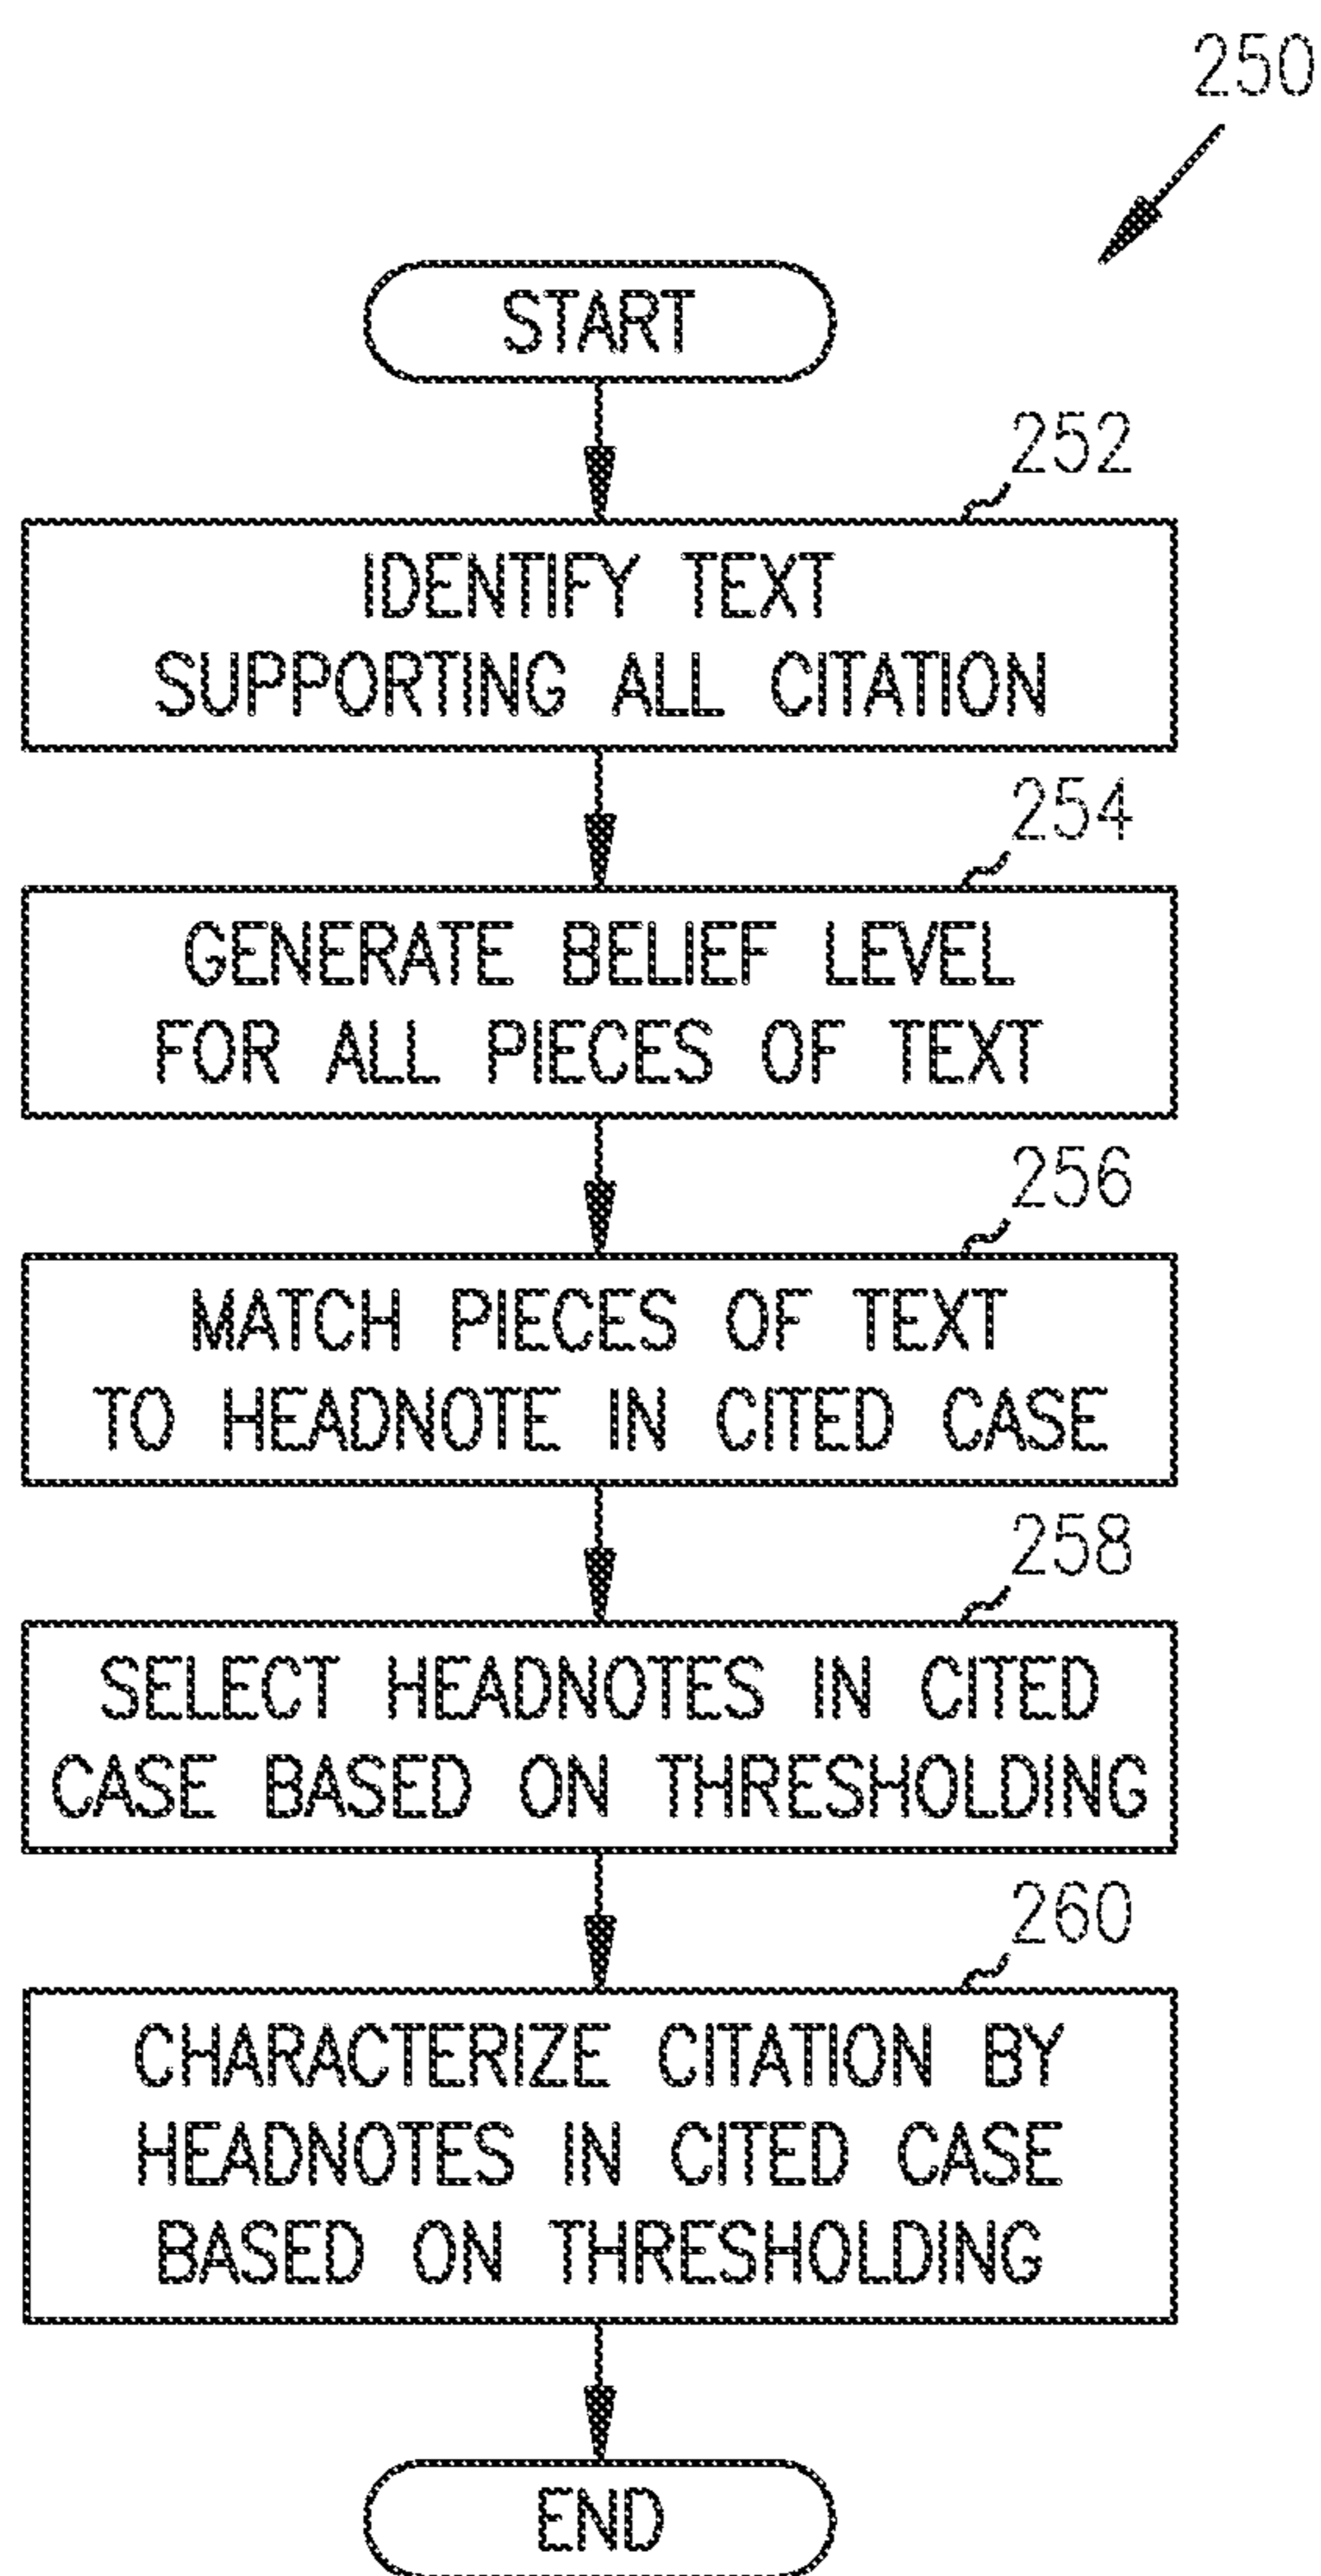 250
START
252
IDENTIFY TEXT
SUPPORTING ALL CITATION
254
GENERATE BELIEF LEVEL
FOR ALL PIECES OF TEXT
256
MATCH PIECES OF TEXT
TO HEADNOTE IN CITED CASE
258
SELECT HEADNOTES IN CITED
CASE BASED ON THRESHOLDING
260
CHARACTERIZE CITATION BY
HEADNOTES IN CITED CASE
BASED ON THRESHOLDING
END